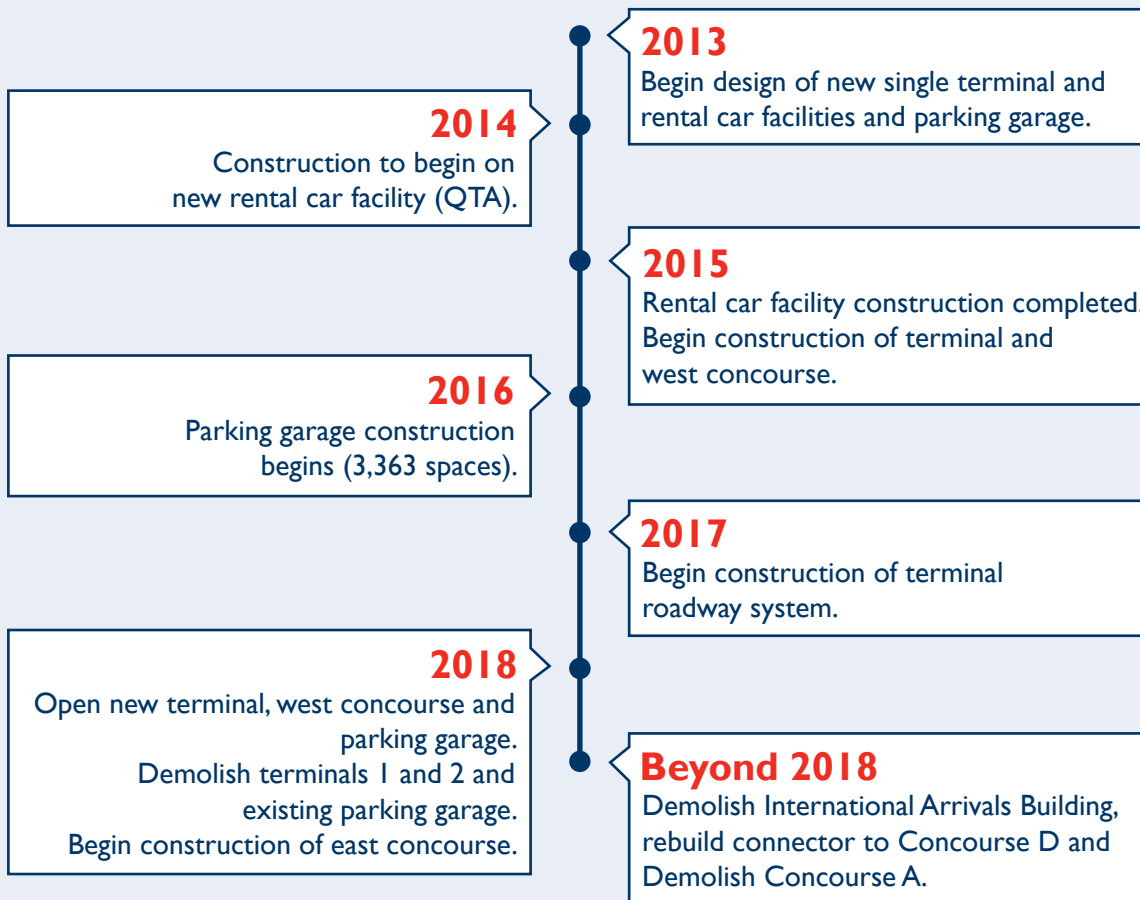 2013
Begin design of new single terminal and
rental car facilities and parking garage.
2014
Construction to begin on
new rental car facility (QTA).
2015
Rental car facility construction completed.
Begin construction of terminal and
west concourse.
2016
Parking garage construction
begins (3,363 spaces).
2017
Begin construction of terminal
roadway system.
2018
Open new terminal, west concourse and
parking garage.
Demolish terminals 1 and 2 and
existing parking garage.
Begin construction of east concourse.
Beyond 2018
Demolish International Arrivals Building,
rebuild connector to Concourse D and
Demolish Concourse A.